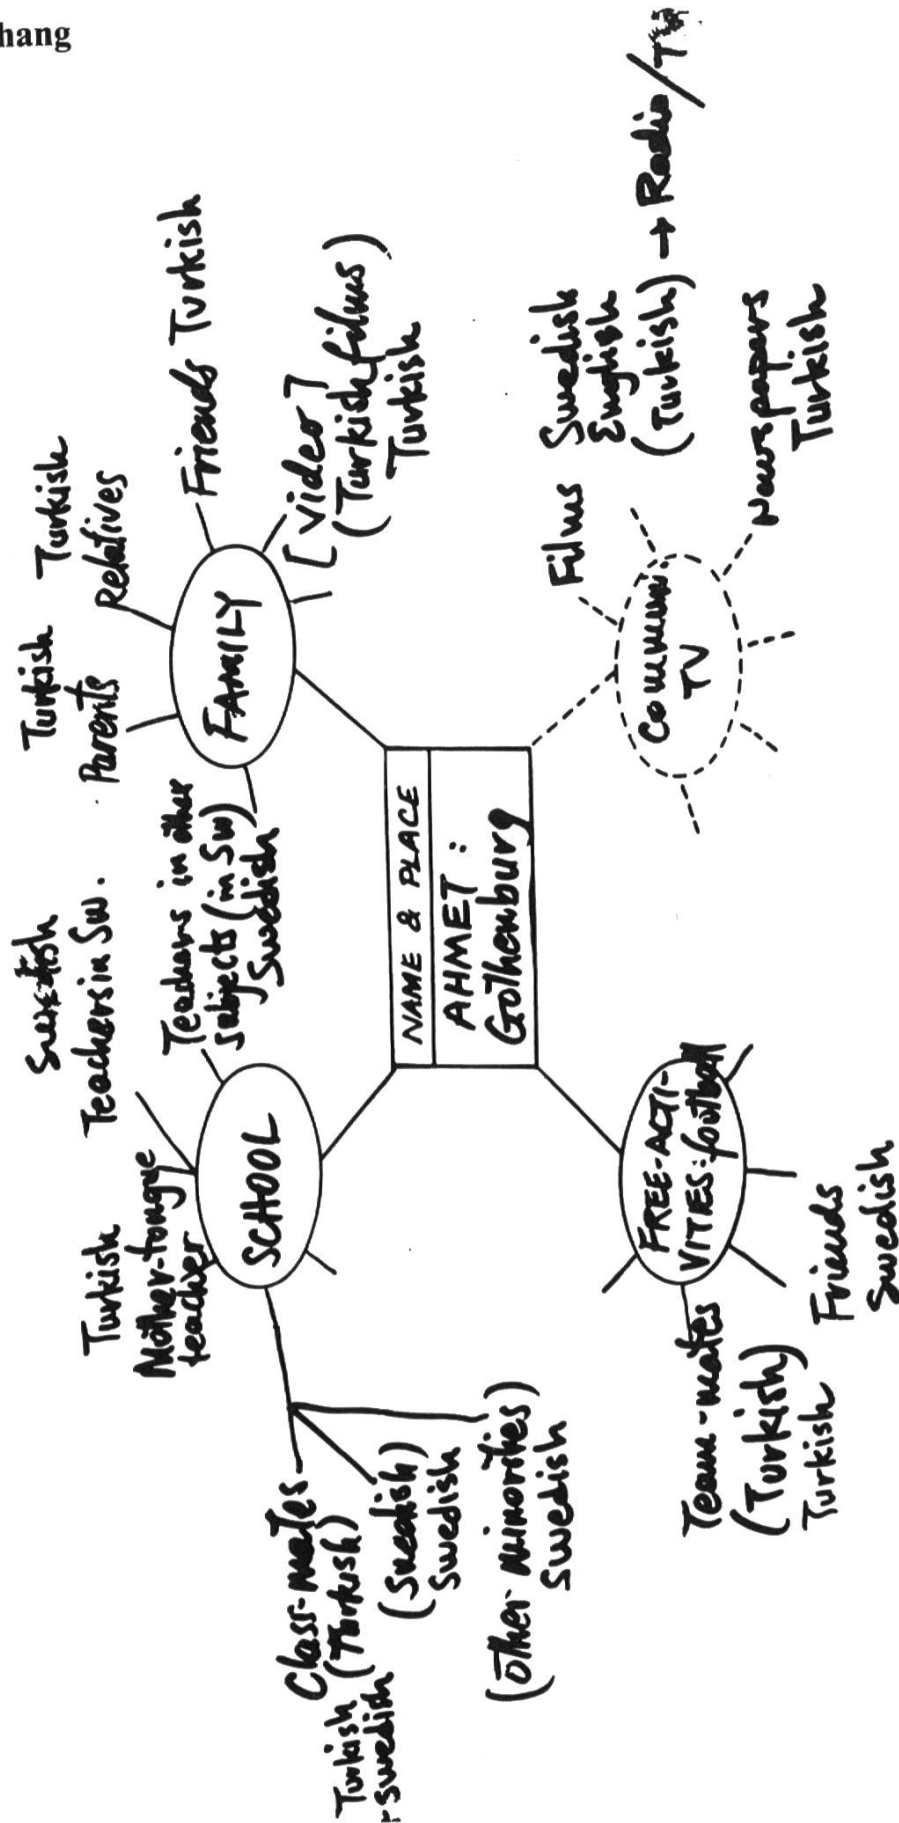 hang
Swedish
Teachers in Sw.
Turkish
Mother-tongue
teacher
Teachers in other
subjects (in Sw)
Swedish
SCHOOL
Class-mates
Turkish (Turkish)
Swedish
(Swedish)
Swedish
(Other minorities)
Swedish
Turkish
Parents
Turkish
Relatives
Friends Turkish
FAMILY
[Video]
(Turkish films)
Turkish
NAME & PLACE
AHMET :
Gothenburg
FREE-ACTI-
VITIES: football
Team-mates
(Turkish)
Turkish
Friends
Swedish
Commun.
TV
Films
Swedish
English
(Turkish) → Radio/TV
Newspapers
Turkish